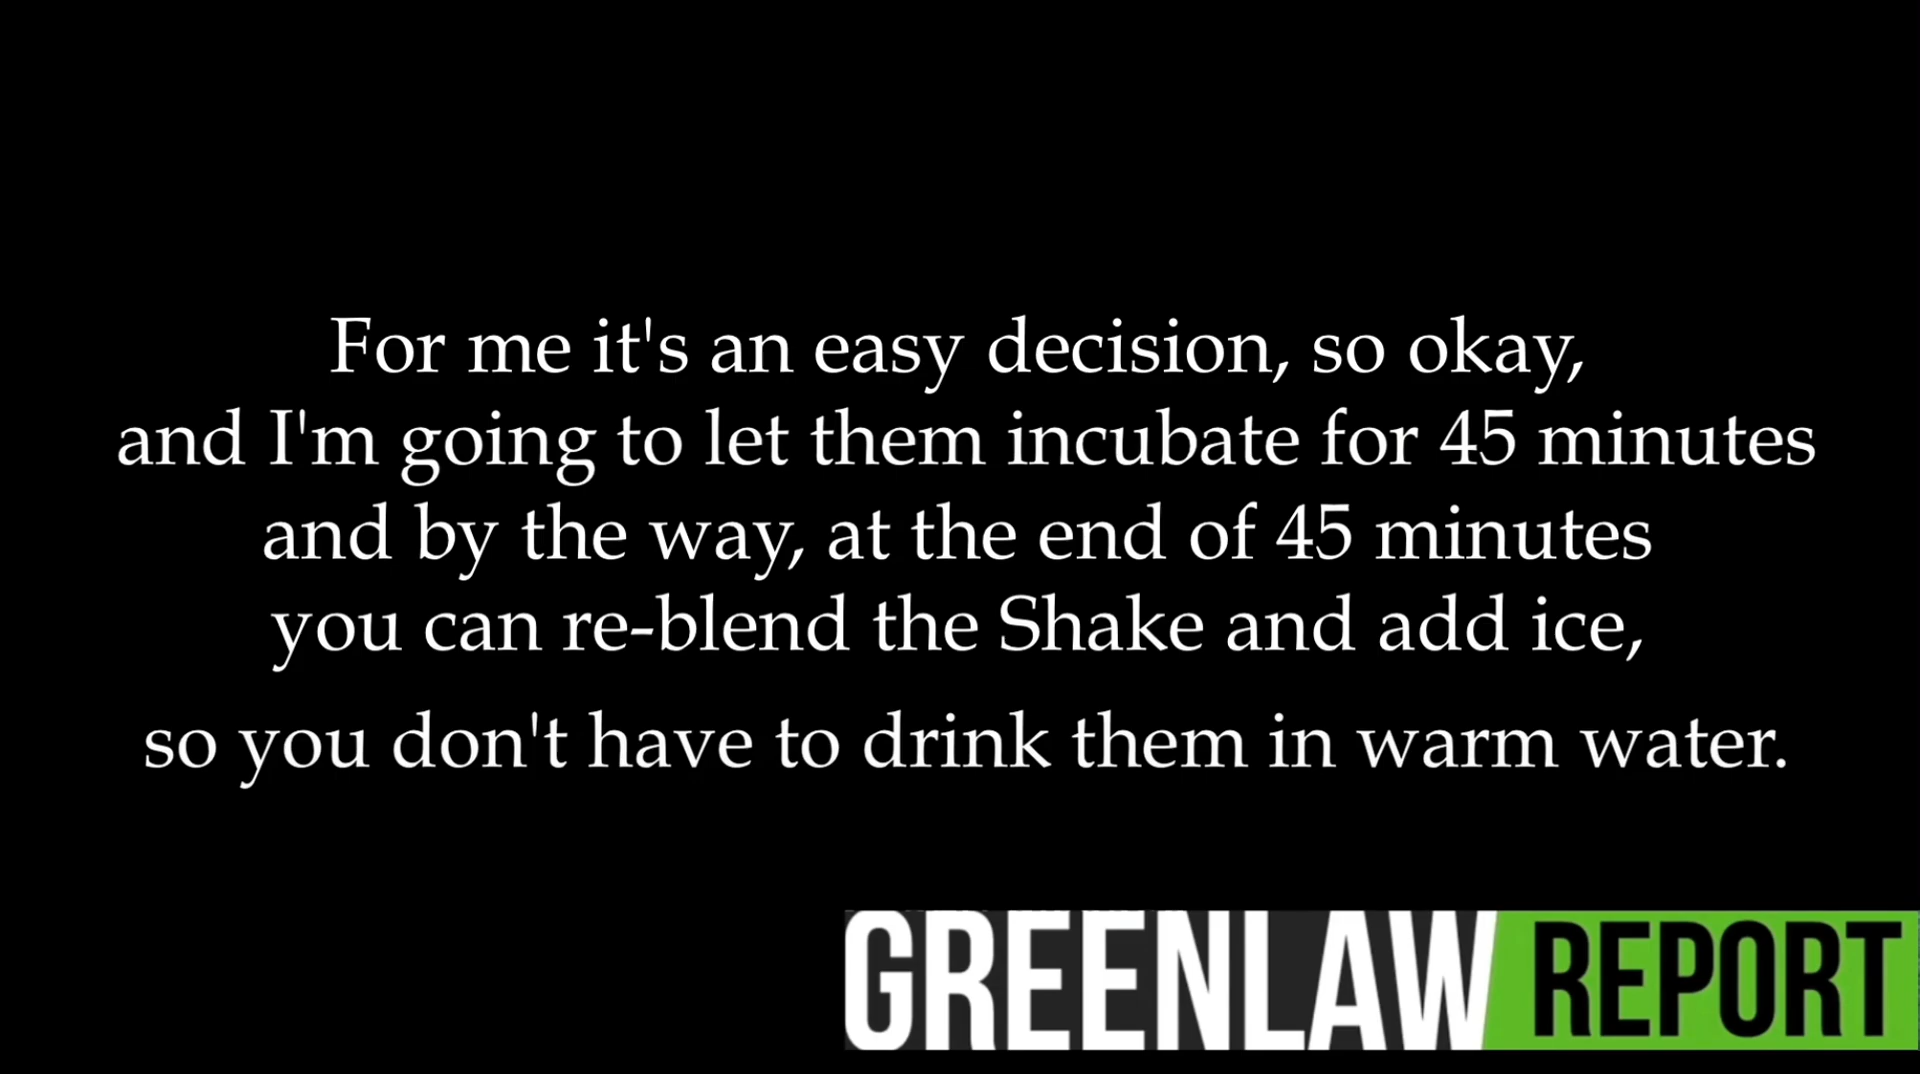 For me it's an easy decision, so okay,
and I'm going to let them incubate for 45 minutes
and by the way, at the end of 45 minutes
you can re-blend the Shake and add ice,
so you don't have to drink them in warm water.
GREENLAW REPORT